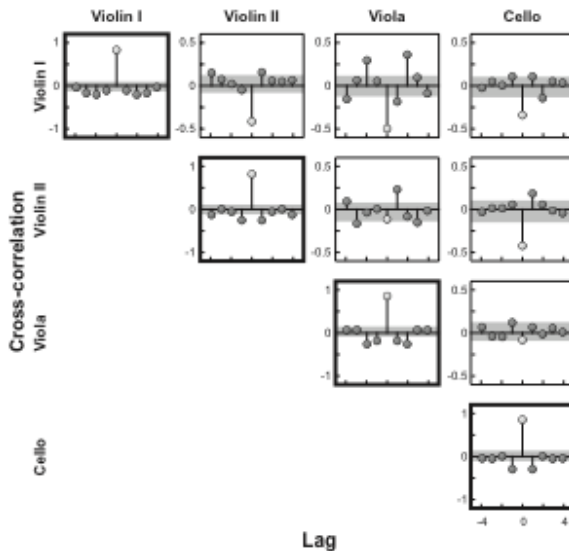 Violin I Violin II Viola Cello
Cross-correlation
Violin I
1 0 -1
0.5 0 -0.5
0.5 0 -0.5
0.5 0 -0.5
Violin II
1 0 -1
0.5 0 -0.5
0.5 0 -0.5
Viola
1 0 -1
0.5 0 -0.5
Cello
1 0 -1
-4 0 4
Lag